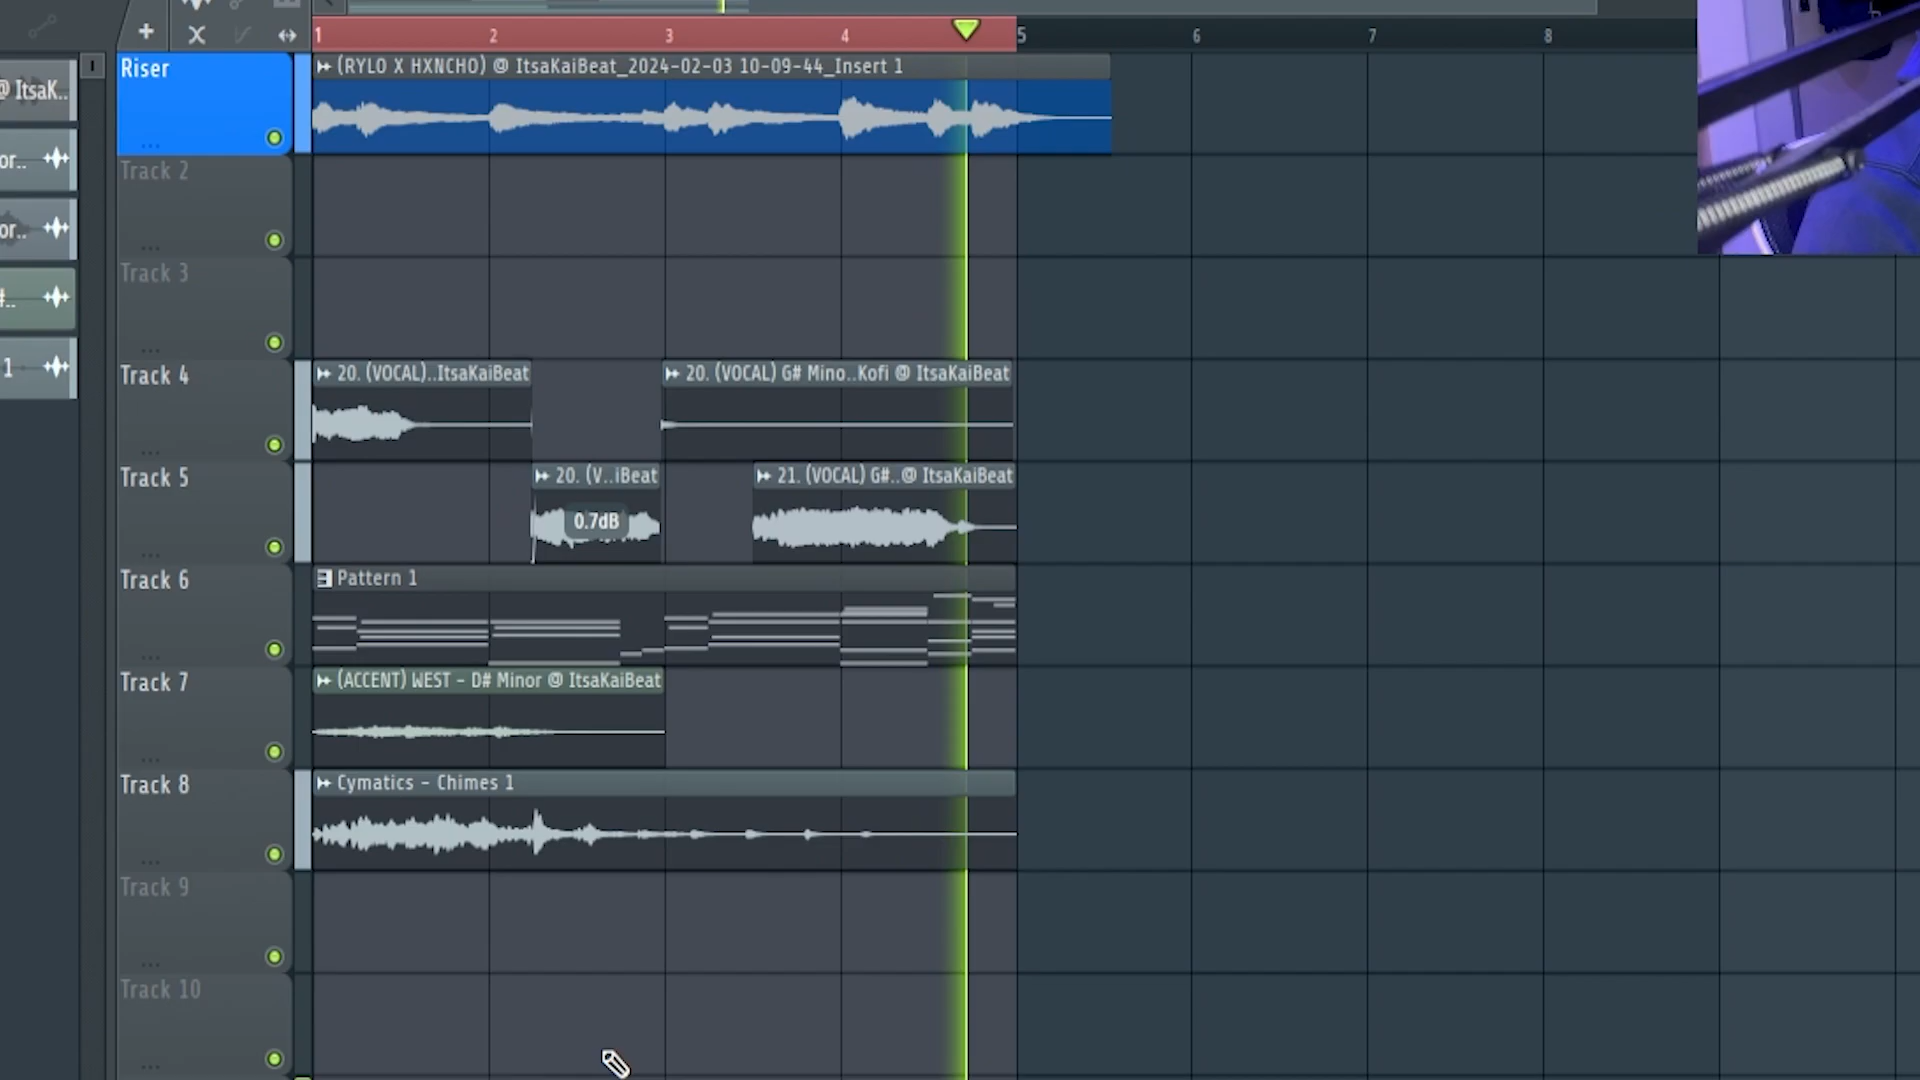 1 2 3 4 5 6 7 8
Riser
(RYLO X HXNCHO) @ ItsaKaiBeat_2024-02-03 10-09-44_Insert 1
@ ItsaK..
or..
or..
#..
1
Track 2
Track 3
Track 4
20. (VOCAL)..ItsaKaiBeat
20. (VOCAL) G# Mino..Kofi @ ItsaKaiBeat
Track 5
20. (V..iBeat
21. (VOCAL) G#..@ ItsaKaiBeat
0.7dB
Track 6
Pattern 1
Track 7
(ACCENT) WEST - D# Minor @ ItsaKaiBeat
Track 8
Cymatics - Chimes 1
Track 9
Track 10